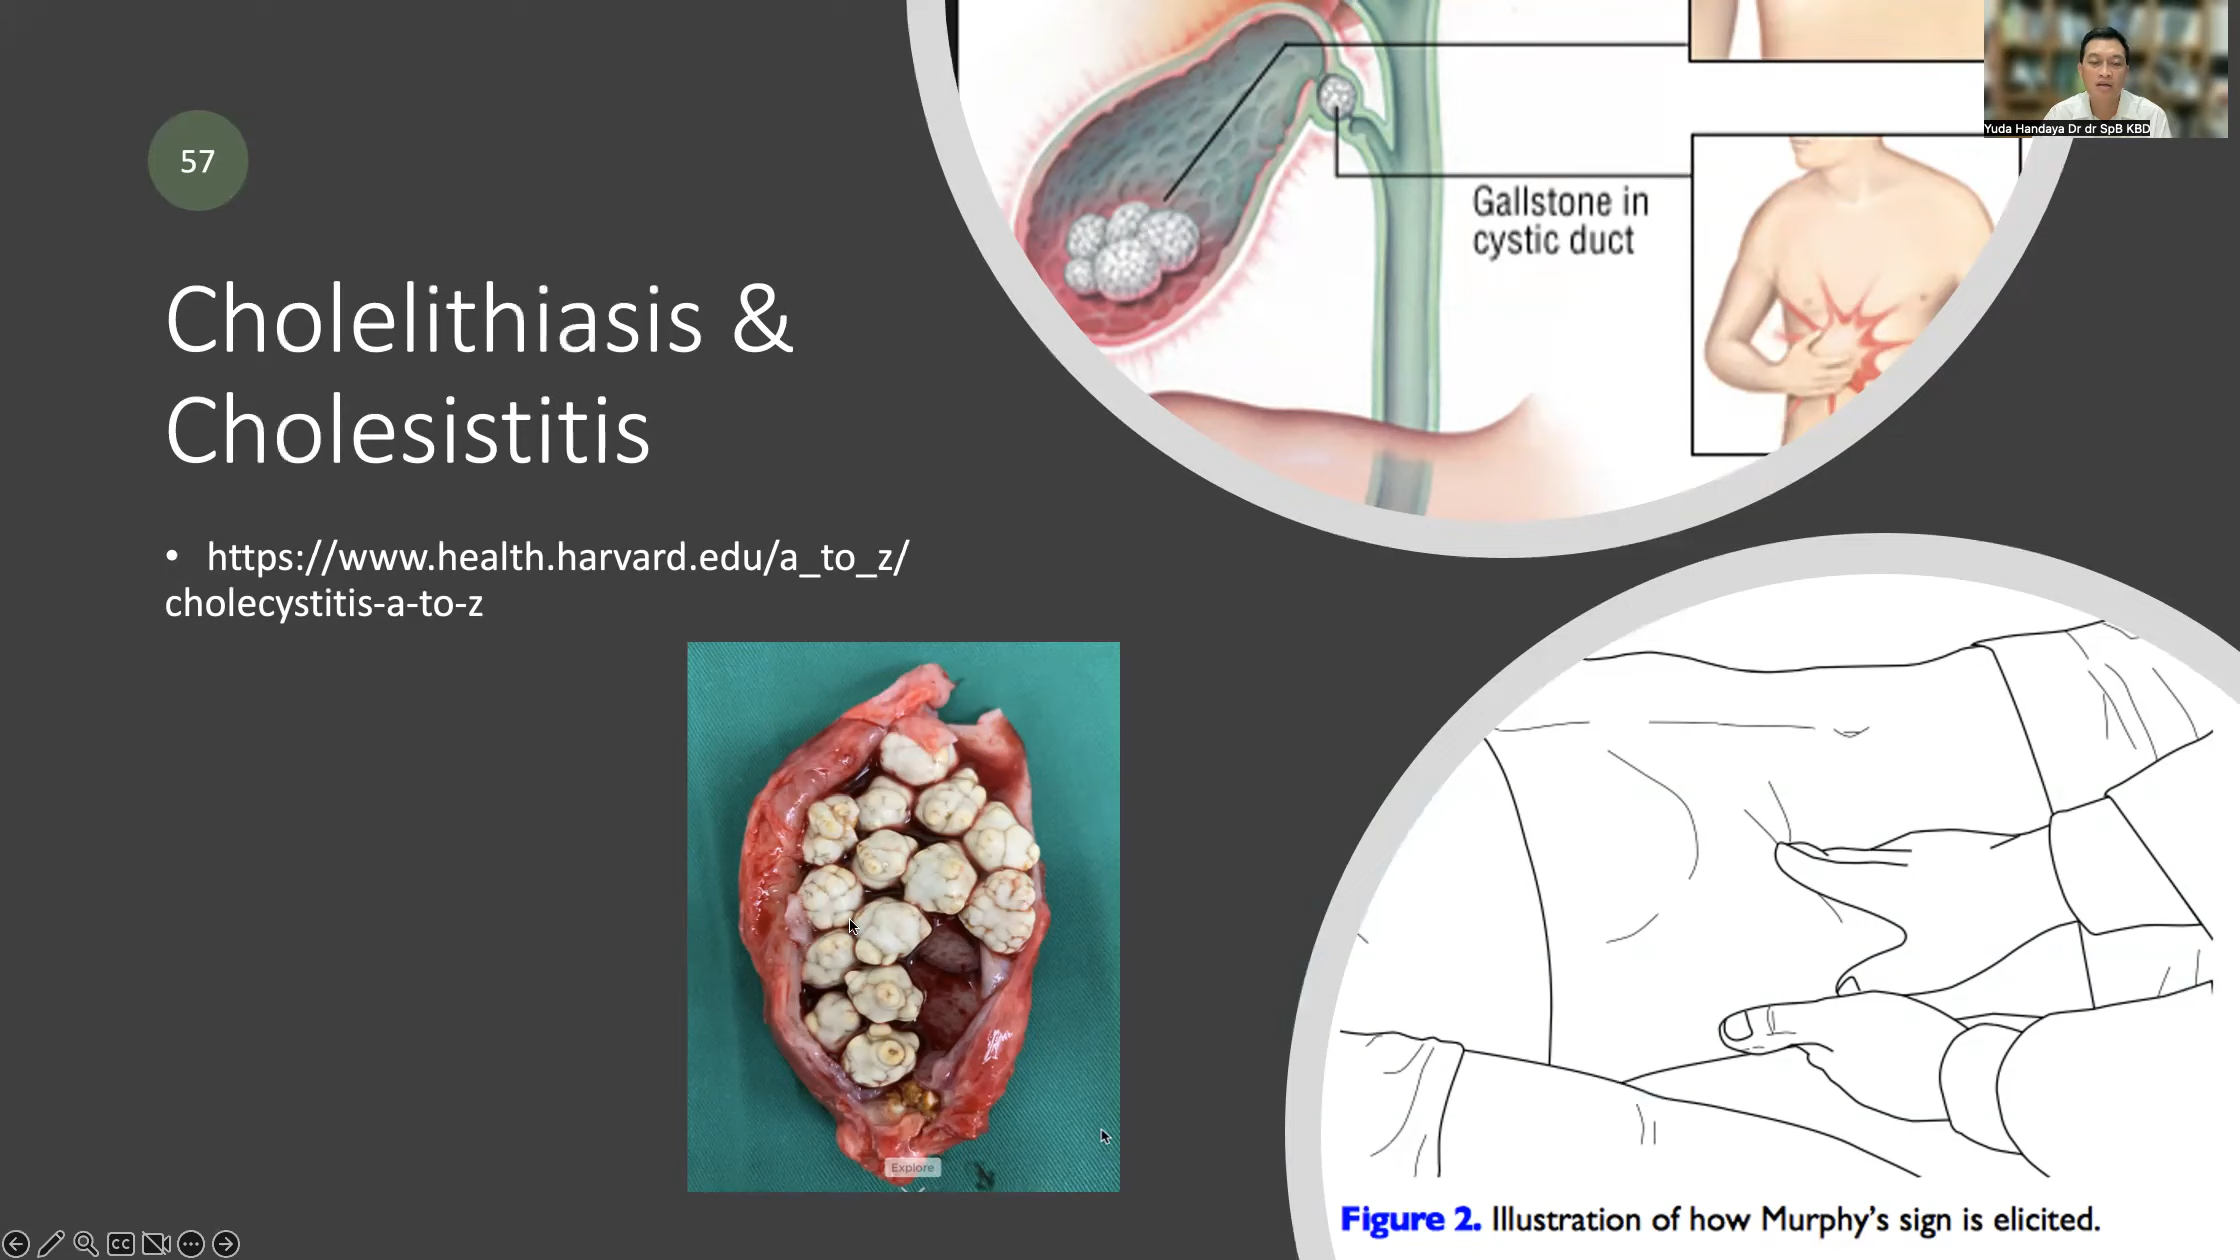 57
Cholelithiasis &
Cholesistitis
• https://www.health.harvard.edu/a_to_z/
cholecystitis-a-to-z
Gallstone in
cystic duct
Yuda Handaya Dr dr SpB KBD
Explore
Figure 2. Illustration of how Murphy's sign is elicited.
CC